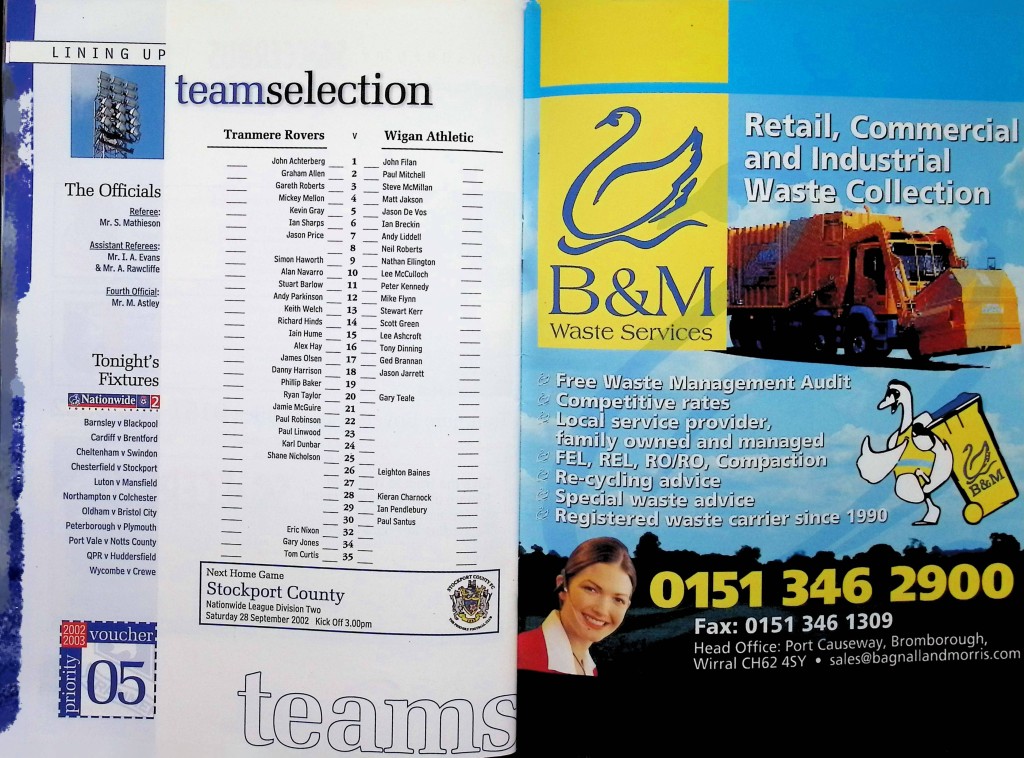 LINING UP
teamselection
The Officials
Referee:
Mr. S. Mathieson
Assistant Referees:
Mr. I.A. Evans
& Mr. A. Rawcliffe
Fourth Official:
Mr. M. Astley
Tonight's
Fixtures
Nationwide 2
FOOTBALL LEAGUE
Barnsley v Blackpool
Cardiff v Brentford
Cheltenham v Swindon
Chesterfield v Stockport
Luton v Mansfield
Northampton v Colchester
Oldham v Bristol City
Peterborough v Plymouth
Port Vale v Notts County
QPR v Huddersfield
Wycombe v Crewe
2002
2003
voucher
priority
05
Tranmere Rovers v Wigan Athletic
John Achterberg 1 John Filan
Graham Allen 2 Paul Mitchell
Gareth Roberts 3 Steve McMillan
Mickey Mellon 4 Matt Jakson
Kevin Gray 5 Jason De Vos
Ian Sharps 6 Ian Breckin
Jason Price 7 Andy Liddell
8 Neil Roberts
Simon Haworth 9 Nathan Ellington
Alan Navarro 10 Lee McCulloch
Stuart Barlow 11 Peter Kennedy
Andy Parkinson 12 Mike Flynn
Keith Welch 13 Stewart Kerr
Richard Hinds 14 Scott Green
Iain Hume 15 Lee Ashcroft
Alex Hay 16 Tony Dinning
James Olsen 17 Ged Brannan
Danny Harrison 18 Jason Jarrett
Phillip Baker 19
Ryan Taylor 20 Gary Teale
Jamie McGuire 21
Paul Robinson 22
Paul Linwood 23
Karl Dunbar 24
Shane Nicholson 25
26 Leighton Baines
27
28 Kieran Charnock
29 Ian Pendlebury
30 Paul Santus
Eric Nixon 32
Gary Jones 34
Tom Curtis 35
Next Home Game
Stockport County
Nationwide League Division Two
Saturday 28 September 2002 Kick Off 3.00pm
STOCKPORT COUNTY FC
teams
B&M
Waste Services
Retail, Commercial
and Industrial
Waste Collection
Free Waste Management Audit
Competitive rates
Local service provider,
family owned and managed
FEL, REL, RO/RO, Compaction
Re-cycling advice
Special waste advice
Registered waste carrier since 1990
B&M
0151 346 2900
Fax: 0151 346 1309
Head Office: Port Causeway, Bromborough,
Wirral CH62 4SY • sales@bagnallandmorris.com